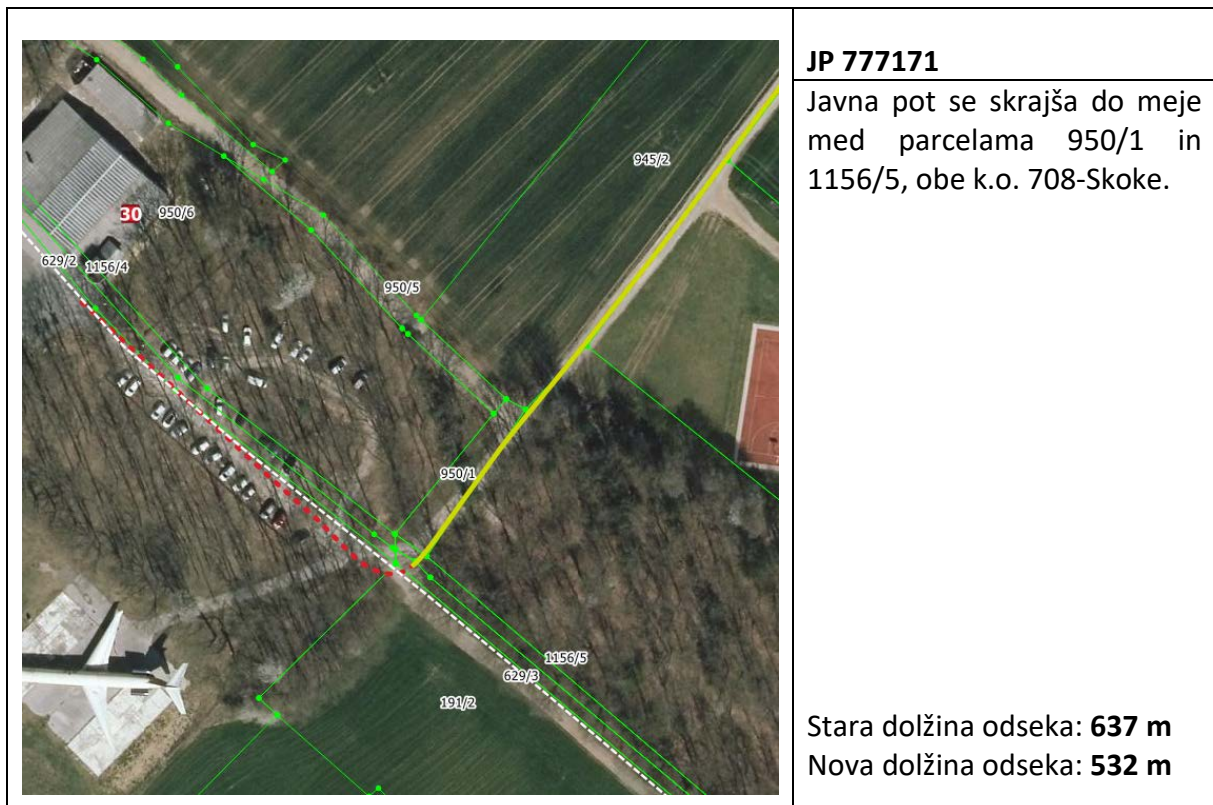 945/2
30
950/6
629/2
1156/4
950/5
950/1
1156/5
629/3
191/2
JP 777171
Javna pot se skrajša do meje
med parcelama 950/1 in
1156/5, obe k.o. 708-Skoke.
Stara dolžina odseka: 637 m
Nova dolžina odseka: 532 m